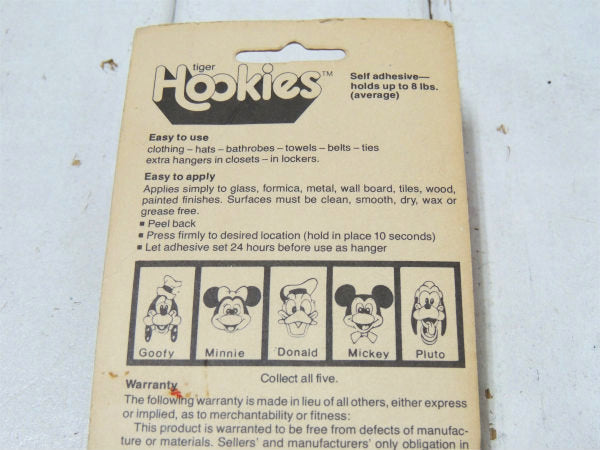 tiger
Hookies™
Self adhesive—
holds up to 8 lbs.
(average)
Easy to use
clothing – hats – bathrobes – towels – belts – ties
extra hangers in closets – in lockers.
Easy to apply
Applies simply to glass, formica, metal, wall board, tiles, wood,
painted finishes. Surfaces must be clean, smooth, dry, wax or
grease free.
▪ Peel back
▪ Press firmly to desired location (hold in place 10 seconds)
▪ Let adhesive set 24 hours before use as hanger
Goofy Minnie Donald Mickey Pluto
Collect all five.
Warranty
The following warranty is made in lieu of all others, either express
or implied, as to merchantability or fitness:
This product is warranted to be free from defects of manufac-
ture or materials. Sellers' and manufacturers' only obligation in